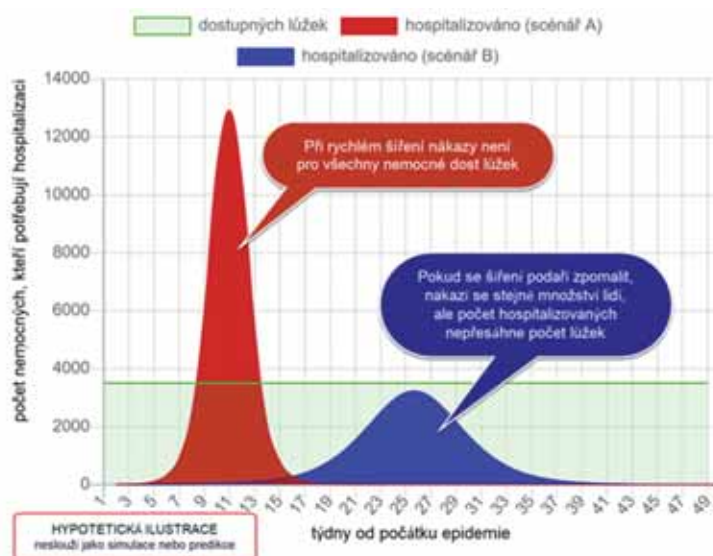 dostupných lůžek
hospitalizováno (scénář A)
hospitalizováno (scénář B)
počet nemocných, kteří potřebují hospitalizaci
14000
12000
10000
8000
6000
4000
2000
0
Při rychlém šíření nákazy není
pro všechny nemocné dost lůžek
Pokud se šíření podaří zpomalit,
nakazí se stejné množství lidí,
ale počet hospitalizovaných
nepřesáhne počet lůžek
1 3 5 7 9 11 13 15 17 19 21 23 25 27 29 31 33 35 37 39 41 43 45 47 49
týdny od počátku epidemie
HYPOTETICKÁ ILUSTRACE
neslouží jako simulace nebo predikce